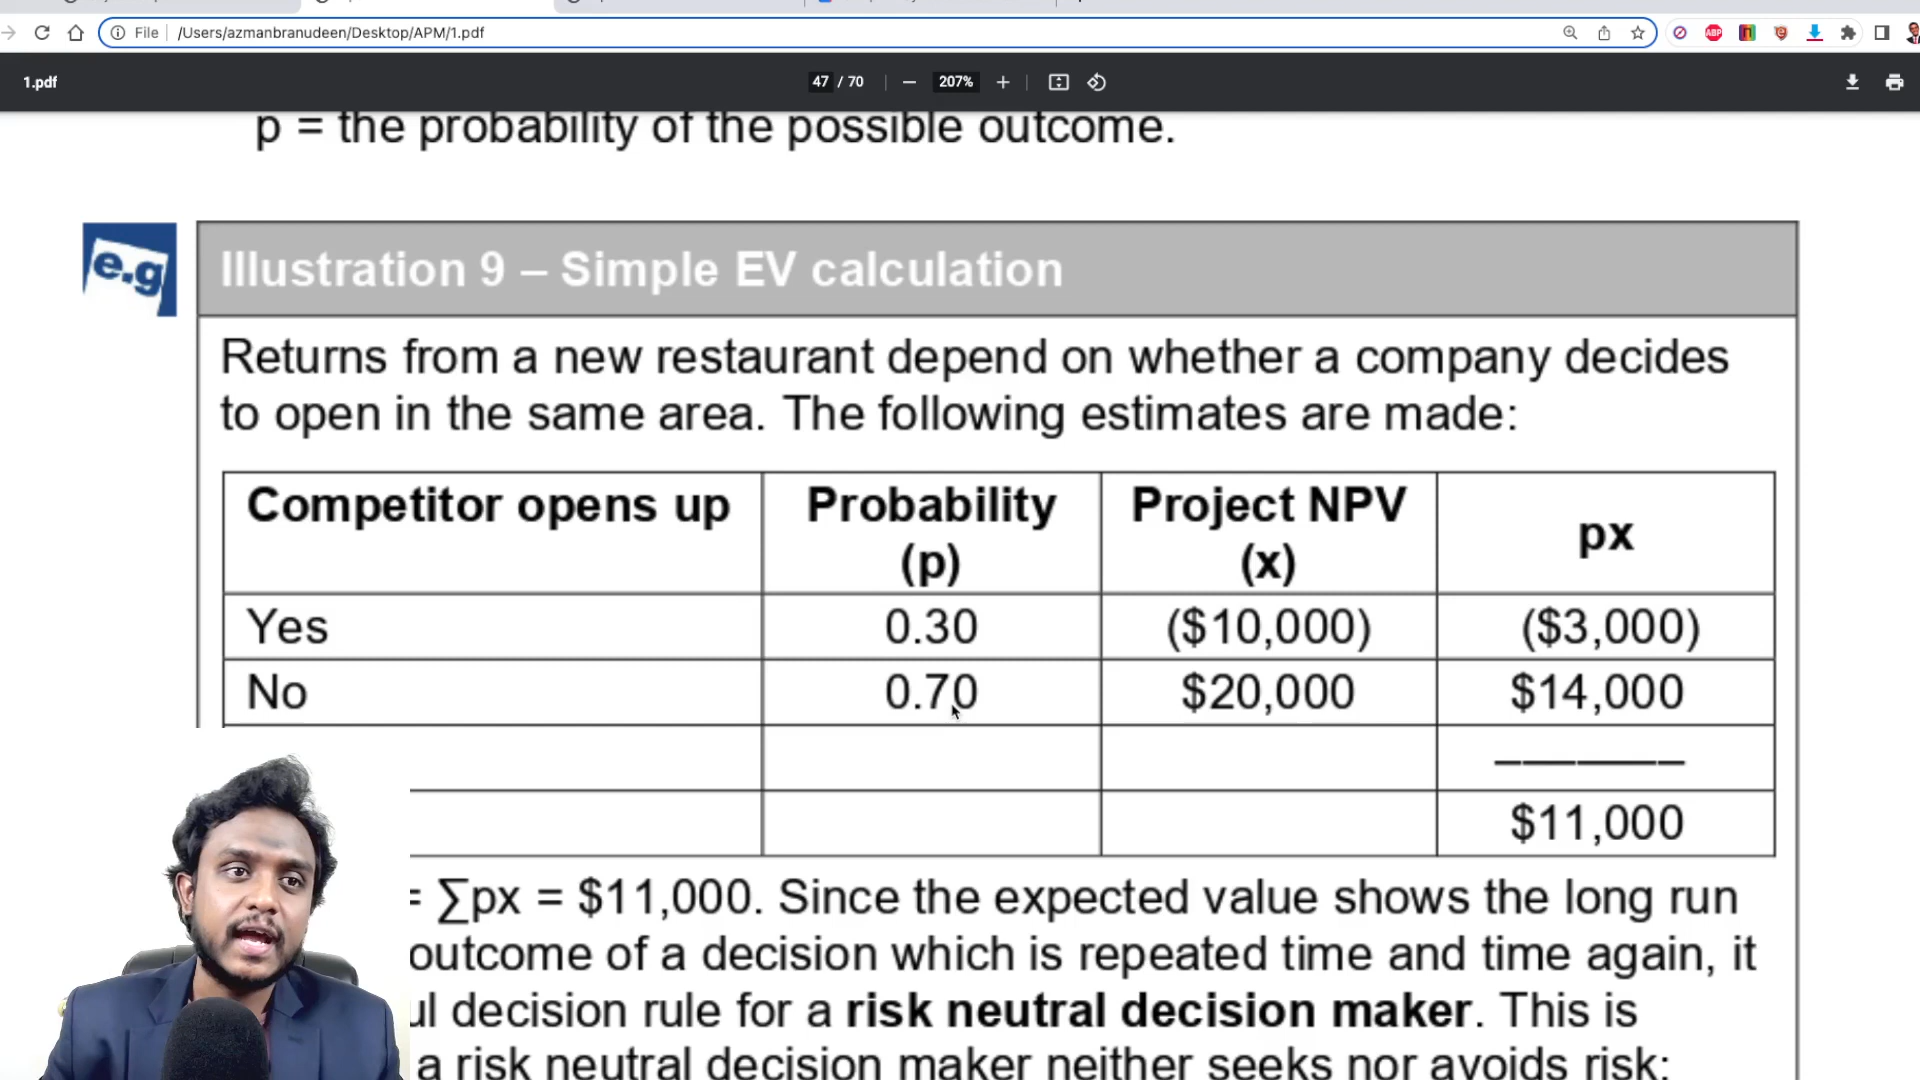 File /Users/azmanbranudeen/Desktop/APM/1.pdf
ABP
1.pdf
47 / 70
207%
p = the probability of the possible outcome.
e.g
Illustration 9 – Simple EV calculation
Returns from a new restaurant depend on whether a company decides
to open in the same area. The following estimates are made:
Competitor opens up Probability (p) Project NPV (x) px
Yes 0.30 ($10,000) ($3,000)
No 0.70 $20,000 $14,000
$11,000
= ∑px = $11,000. Since the expected value shows the long run
outcome of a decision which is repeated time and time again, it
decision rule for a risk neutral decision maker. This is
a risk neutral decision maker neither seeks nor avoids risk;